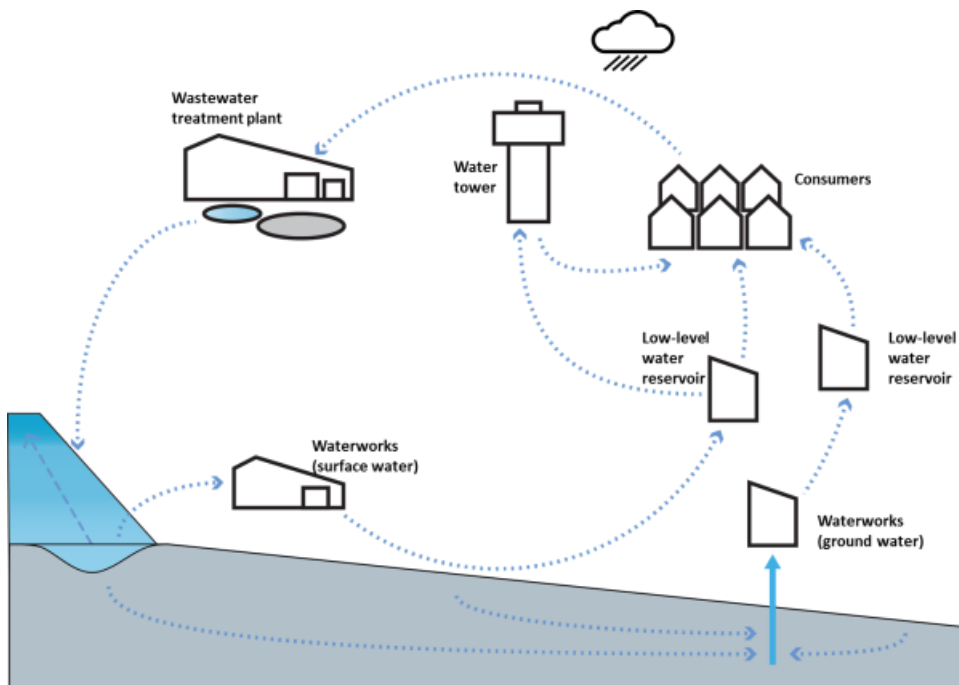 Wastewater
treatment plant
Water
tower
Consumers
Low-level
water
reservoir
Low-level
water
reservoir
Waterworks
(surface water)
Waterworks
(ground water)